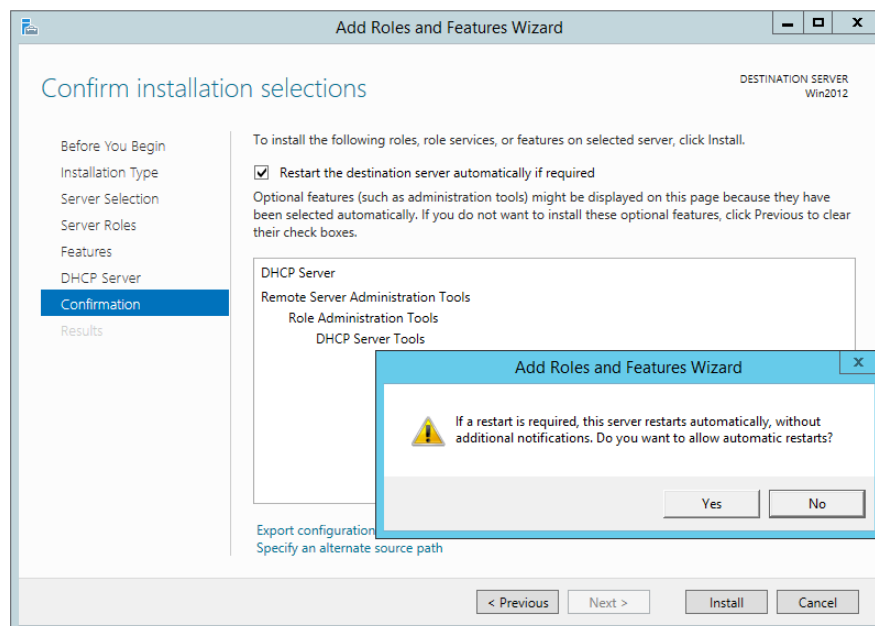 Add Roles and Features Wizard
Confirm installation selections
DESTINATION SERVER
Win2012
Before You Begin
Installation Type
Server Selection
Server Roles
Features
DHCP Server
Confirmation
Results
To install the following roles, role services, or features on selected server, click Install.
Restart the destination server automatically if required
Optional features (such as administration tools) might be displayed on this page because they have
been selected automatically. If you do not want to install these optional features, click Previous to clear
their check boxes.
DHCP Server
Remote Server Administration Tools
Role Administration Tools
DHCP Server Tools
Add Roles and Features Wizard
If a restart is required, this server restarts automatically, without
additional notifications. Do you want to allow automatic restarts?
Yes
No
Export configuration
Specify an alternate source path
< Previous
Next >
Install
Cancel